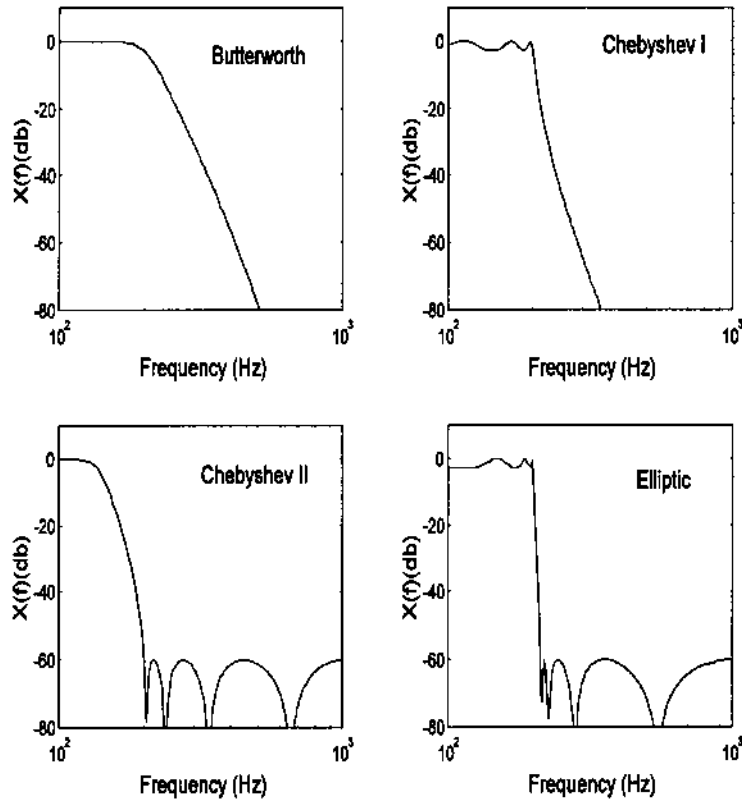 Butterworth
X(f)(db)
0
-20
-40
-60
-80
10²
10³
Frequency (Hz)
Chebyshev I
X(f)(db)
0
-20
-40
-60
-80
10²
10³
Frequency (Hz)
Chebyshev II
X(f)(db)
0
-20
-40
-60
-80
10²
10³
Frequency (Hz)
Elliptic
X(f)(db)
0
-20
-40
-60
-80
10²
10³
Frequency (Hz)